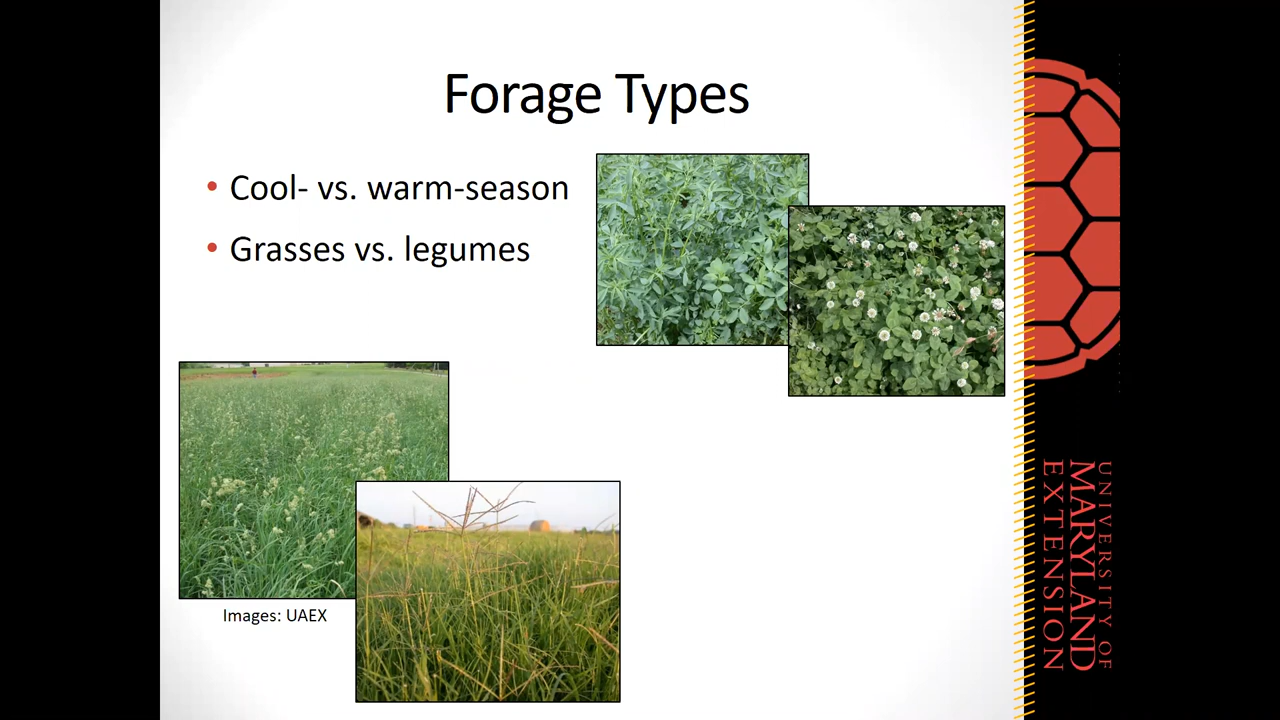 Forage Types
• Cool- vs. warm-season
• Grasses vs. legumes
Images: UAEX
UNIVERSITY OF
MARYLAND
EXTENSION